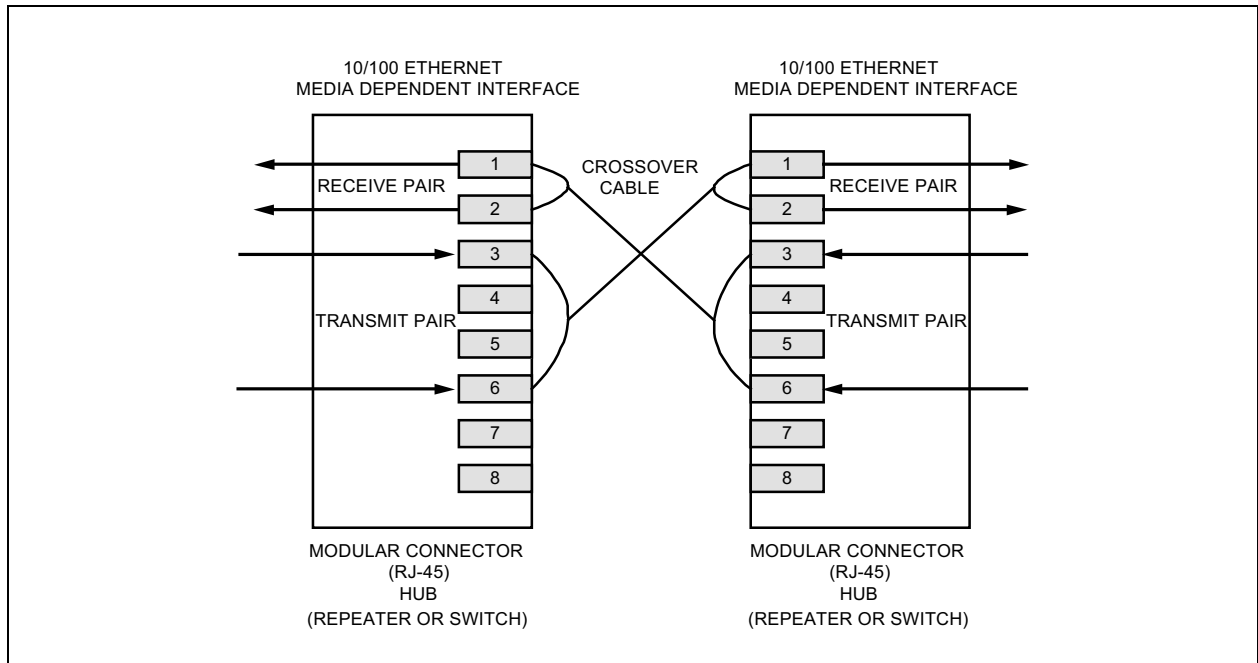 10/100 ETHERNET
MEDIA DEPENDENT INTERFACE
10/100 ETHERNET
MEDIA DEPENDENT INTERFACE
1
RECEIVE PAIR
2
3
4
TRANSMIT PAIR
5
6
7
8
CROSSOVER
CABLE
1
RECEIVE PAIR
2
3
4
TRANSMIT PAIR
5
6
7
8
MODULAR CONNECTOR
(RJ-45)
HUB
(REPEATER OR SWITCH)
MODULAR CONNECTOR
(RJ-45)
HUB
(REPEATER OR SWITCH)